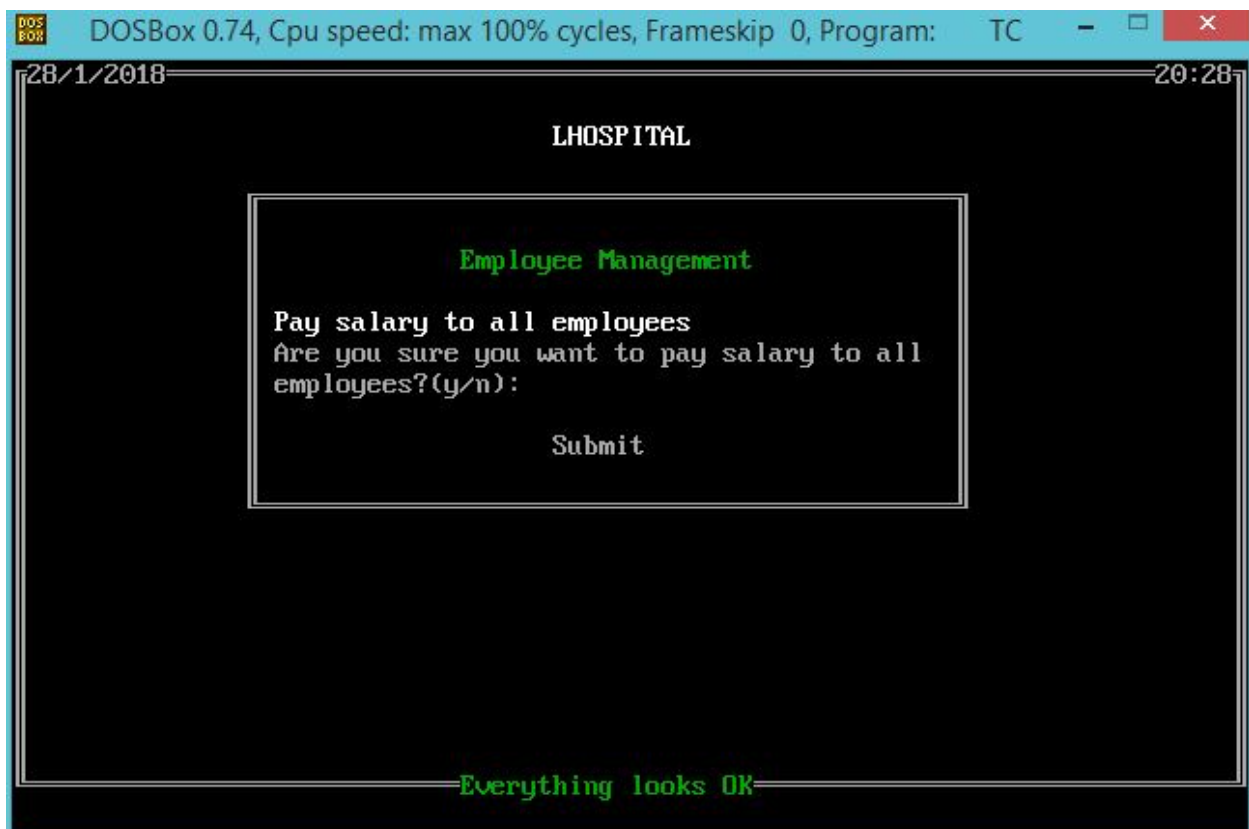 DOS BOX
DOSBox 0.74, Cpu speed: max 100% cycles, Frameskip 0, Program: TC
28/1/2018 20:28
LHOSPITAL
Employee Management
Pay salary to all employees
Are you sure you want to pay salary to all
employees?(y/n):
Submit
Everything looks OK